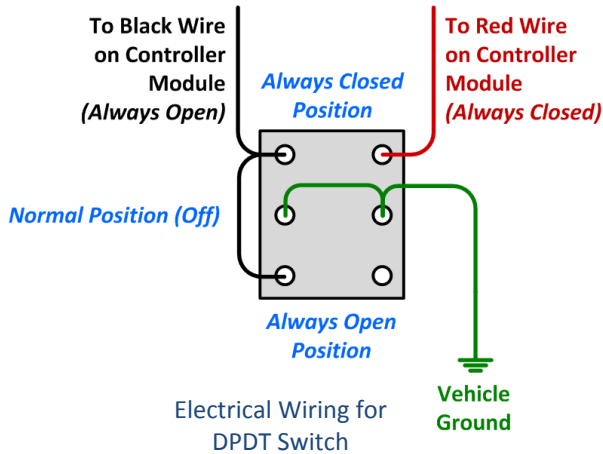 To Black Wire
on Controller
Module
(Always Open)
Always Closed
Position
To Red Wire
on Controller
Module
(Always Closed)
Normal Position (Off)
Always Open
Position
Vehicle
Ground
Electrical Wiring for
DPDT Switch